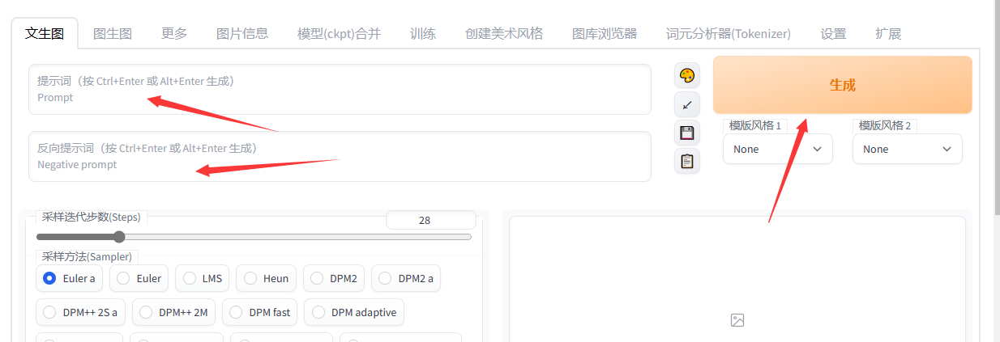 文生图 图生图 更多 图片信息 模型(ckpt)合并 训练 创建美术风格 图库浏览器 词元分析器(Tokenizer) 设置 扩展
提示词（按 Ctrl+Enter 或 Alt+Enter 生成）
Prompt
生成
反向提示词（按 Ctrl+Enter 或 Alt+Enter 生成）
Negative prompt
模版风格 1 模版风格 2
None None
采样迭代步数(Steps) 28
采样方法(Sampler)
Euler a Euler LMS Heun DPM2 DPM2 a
DPM++ 2S a DPM++ 2M DPM fast DPM adaptive